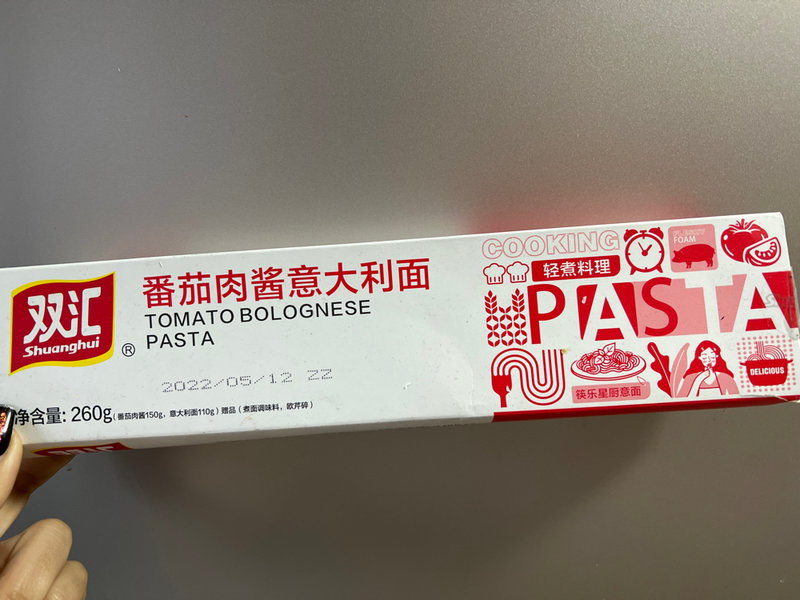 双汇
Shuanghui
®
番茄肉酱意大利面
TOMATO BOLOGNESE
PASTA
2022/05/12 ZZ
净含量: 260g(番茄肉酱150g, 意大利面110g) 赠品 (煮面调味料, 欧芹碎)
COOKING
轻煮料理
FOAM
PASTA
筷乐星厨意面
DELICIOUS